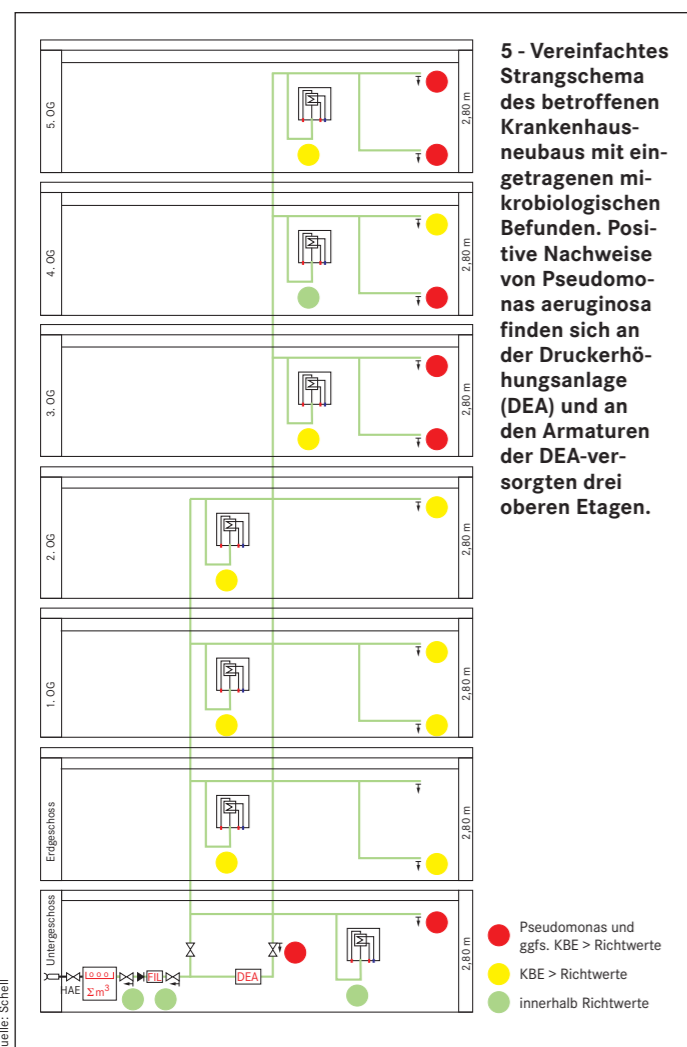 5 - Vereinfachtes
Strangschema
des betroffenen
Krankenhaus-
neubaus mit ein-
getragenen mi-
krobiologischen
Befunden. Posi-
tive Nachweise
von Pseudomo-
nas aeruginosa
finden sich an
der Druckerhö-
hungsanlage
(DEA) und an
den Armaturen
der DEA-ver-
sorgten drei
oberen Etagen.
5. OG
2,80 m
4. OG
2,80 m
3. OG
2,80 m
2. OG
2,80 m
1. OG
2,80 m
Erdgeschoss
2,80 m
Untergeschoss
2,80 m
HAE
Σm³
FIL
DEA
Pseudomonas und
ggfs. KBE > Richtwerte
KBE > Richtwerte
innerhalb Richtwerte
Schell